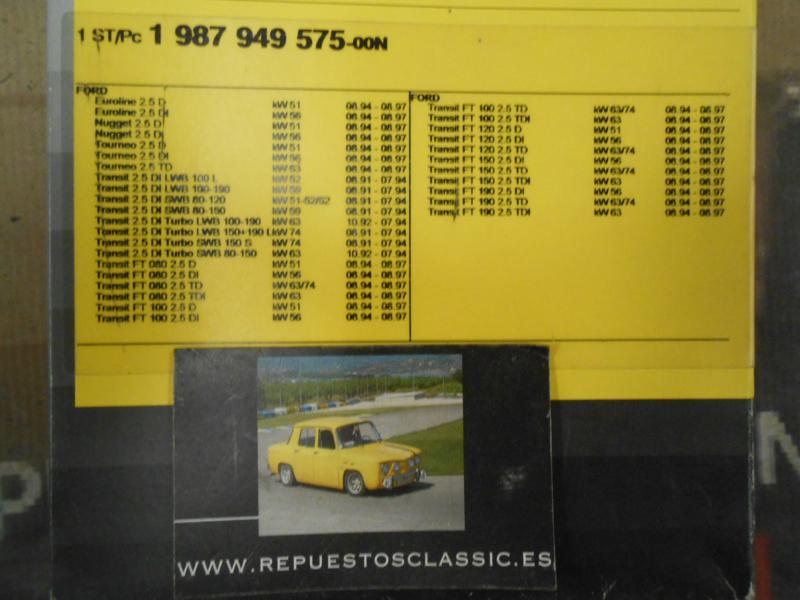 1 ST/Pc 1 987 949 575-00N
FORD
Euroline 2.5 D kW 51 08.94 - 08.97
Euroline 2.5 DI kW 56 08.94 - 08.97
Nugget 2.5 D kW 51 08.94 - 08.97
Nugget 2.5 DI kW 56 08.94 - 08.97
Tourneo 2.5 D kW 51 08.94 - 08.97
Tourneo 2.5 DI kW 56 08.94 - 08.97
Tourneo 2.5 TD kW 63 08.94 - 08.97
Transit 2.5 DI LWB 100 L kW 52 08.91 - 07.94
Transit 2.5 DI LWB 100-190 kW 59 08.91 - 07.94
Transit 2.5 DI SWB 80-120 kW 51-52/52 08.91 - 07.94
Transit 2.5 DI SWB 80-150 kW 59 08.91 - 07.94
Transit 2.5 DI Turbo LWB 100-190 kW 63 10.92 - 07.94
Transit 2.5 DI Turbo LWB 150+190 L kW 74 08.91 - 07.94
Transit 2.5 DI Turbo SWB 150 S kW 74 08.91 - 07.94
Transit 2.5 DI Turbo SWB 80-150 kW 63 10.92 - 07.94
Transit FT 080 2.5 D kW 51 08.94 - 08.97
Transit FT 080 2.5 DI kW 56 08.94 - 08.97
Transit FT 080 2.5 TD kW 63/74 08.94 - 08.97
Transit FT 080 2.5 TDI kW 63 08.94 - 08.97
Transit FT 100 2.5 D kW 51 08.94 - 08.97
Transit FT 100 2.5 DI kW 56 08.94 - 08.97
FORD
Transit FT 100 2.5 TD kW 63/74 08.94 - 08.97
Transit FT 100 2.5 TDI kW 63 08.94 - 08.97
Transit FT 120 2.5 D kW 51 08.94 - 08.97
Transit FT 120 2.5 DI kW 56 08.94 - 08.97
Transit FT 120 2.5 TD kW 63/74 08.94 - 08.97
Transit FT 150 2.5 DI kW 56 08.94 - 08.97
Transit FT 150 2.5 TD kW 63/74 08.94 - 08.97
Transit FT 150 2.5 TDI kW 63 08.94 - 08.97
Transit FT 190 2.5 DI kW 56 08.94 - 08.97
Transit FT 190 2.5 TD kW 63/74 08.94 - 08.97
Transit FT 190 2.5 TDI kW 63 08.94 - 08.97
P
N
WWW.REPUESTOSCLASSIC.ES